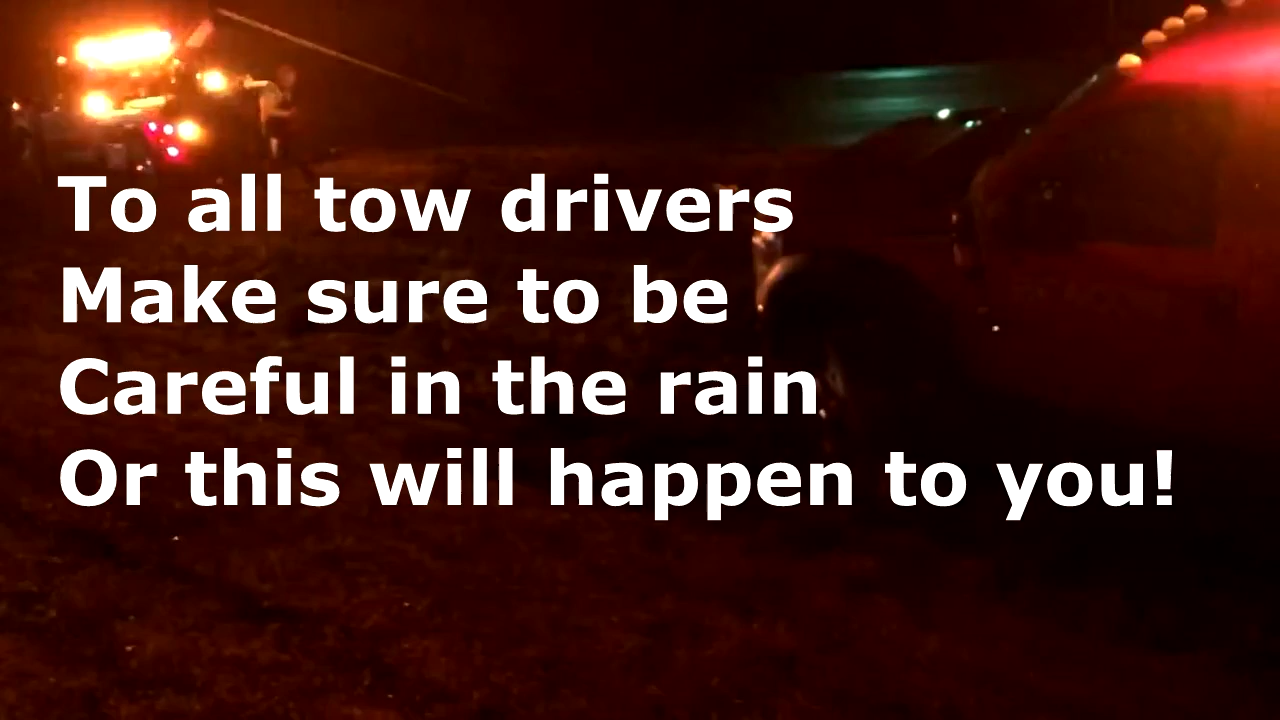 To all tow drivers
Make sure to be
Careful in the rain
Or this will happen to you!